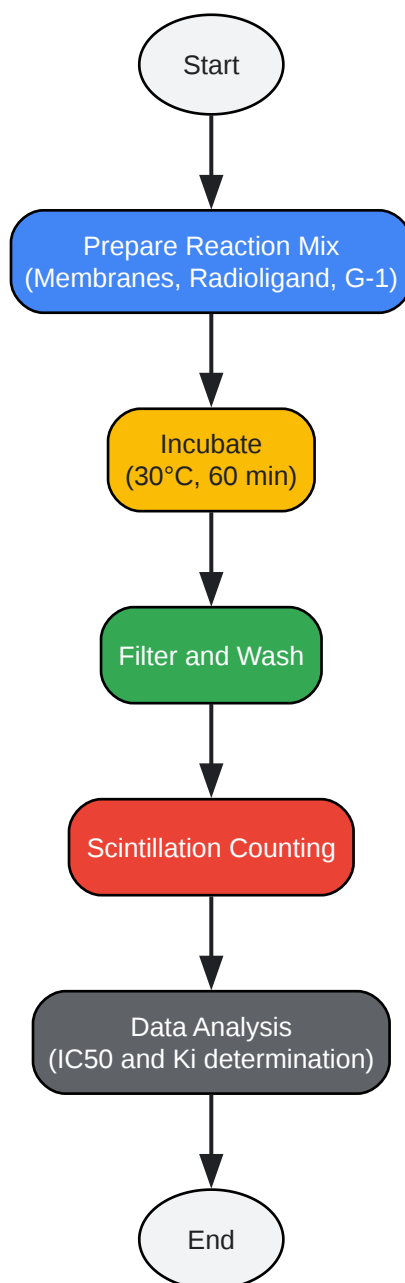 Start
Prepare Reaction Mix
(Membranes, Radioligand, G-1)
Incubate
(30°C, 60 min)
Filter and Wash
Scintillation Counting
Data Analysis
(IC50 and Ki determination)
End